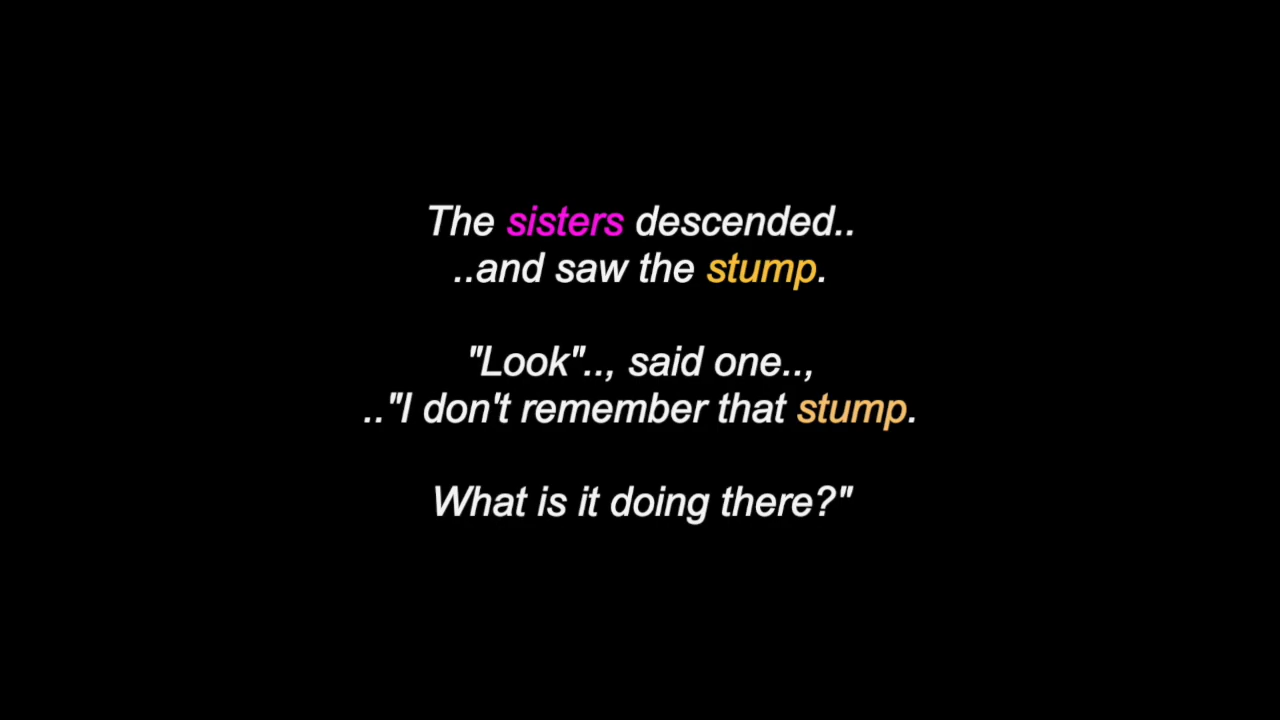 The sisters descended..
..and saw the stump.
"Look".., said one..,
.."I don't remember that stump.
What is it doing there?"